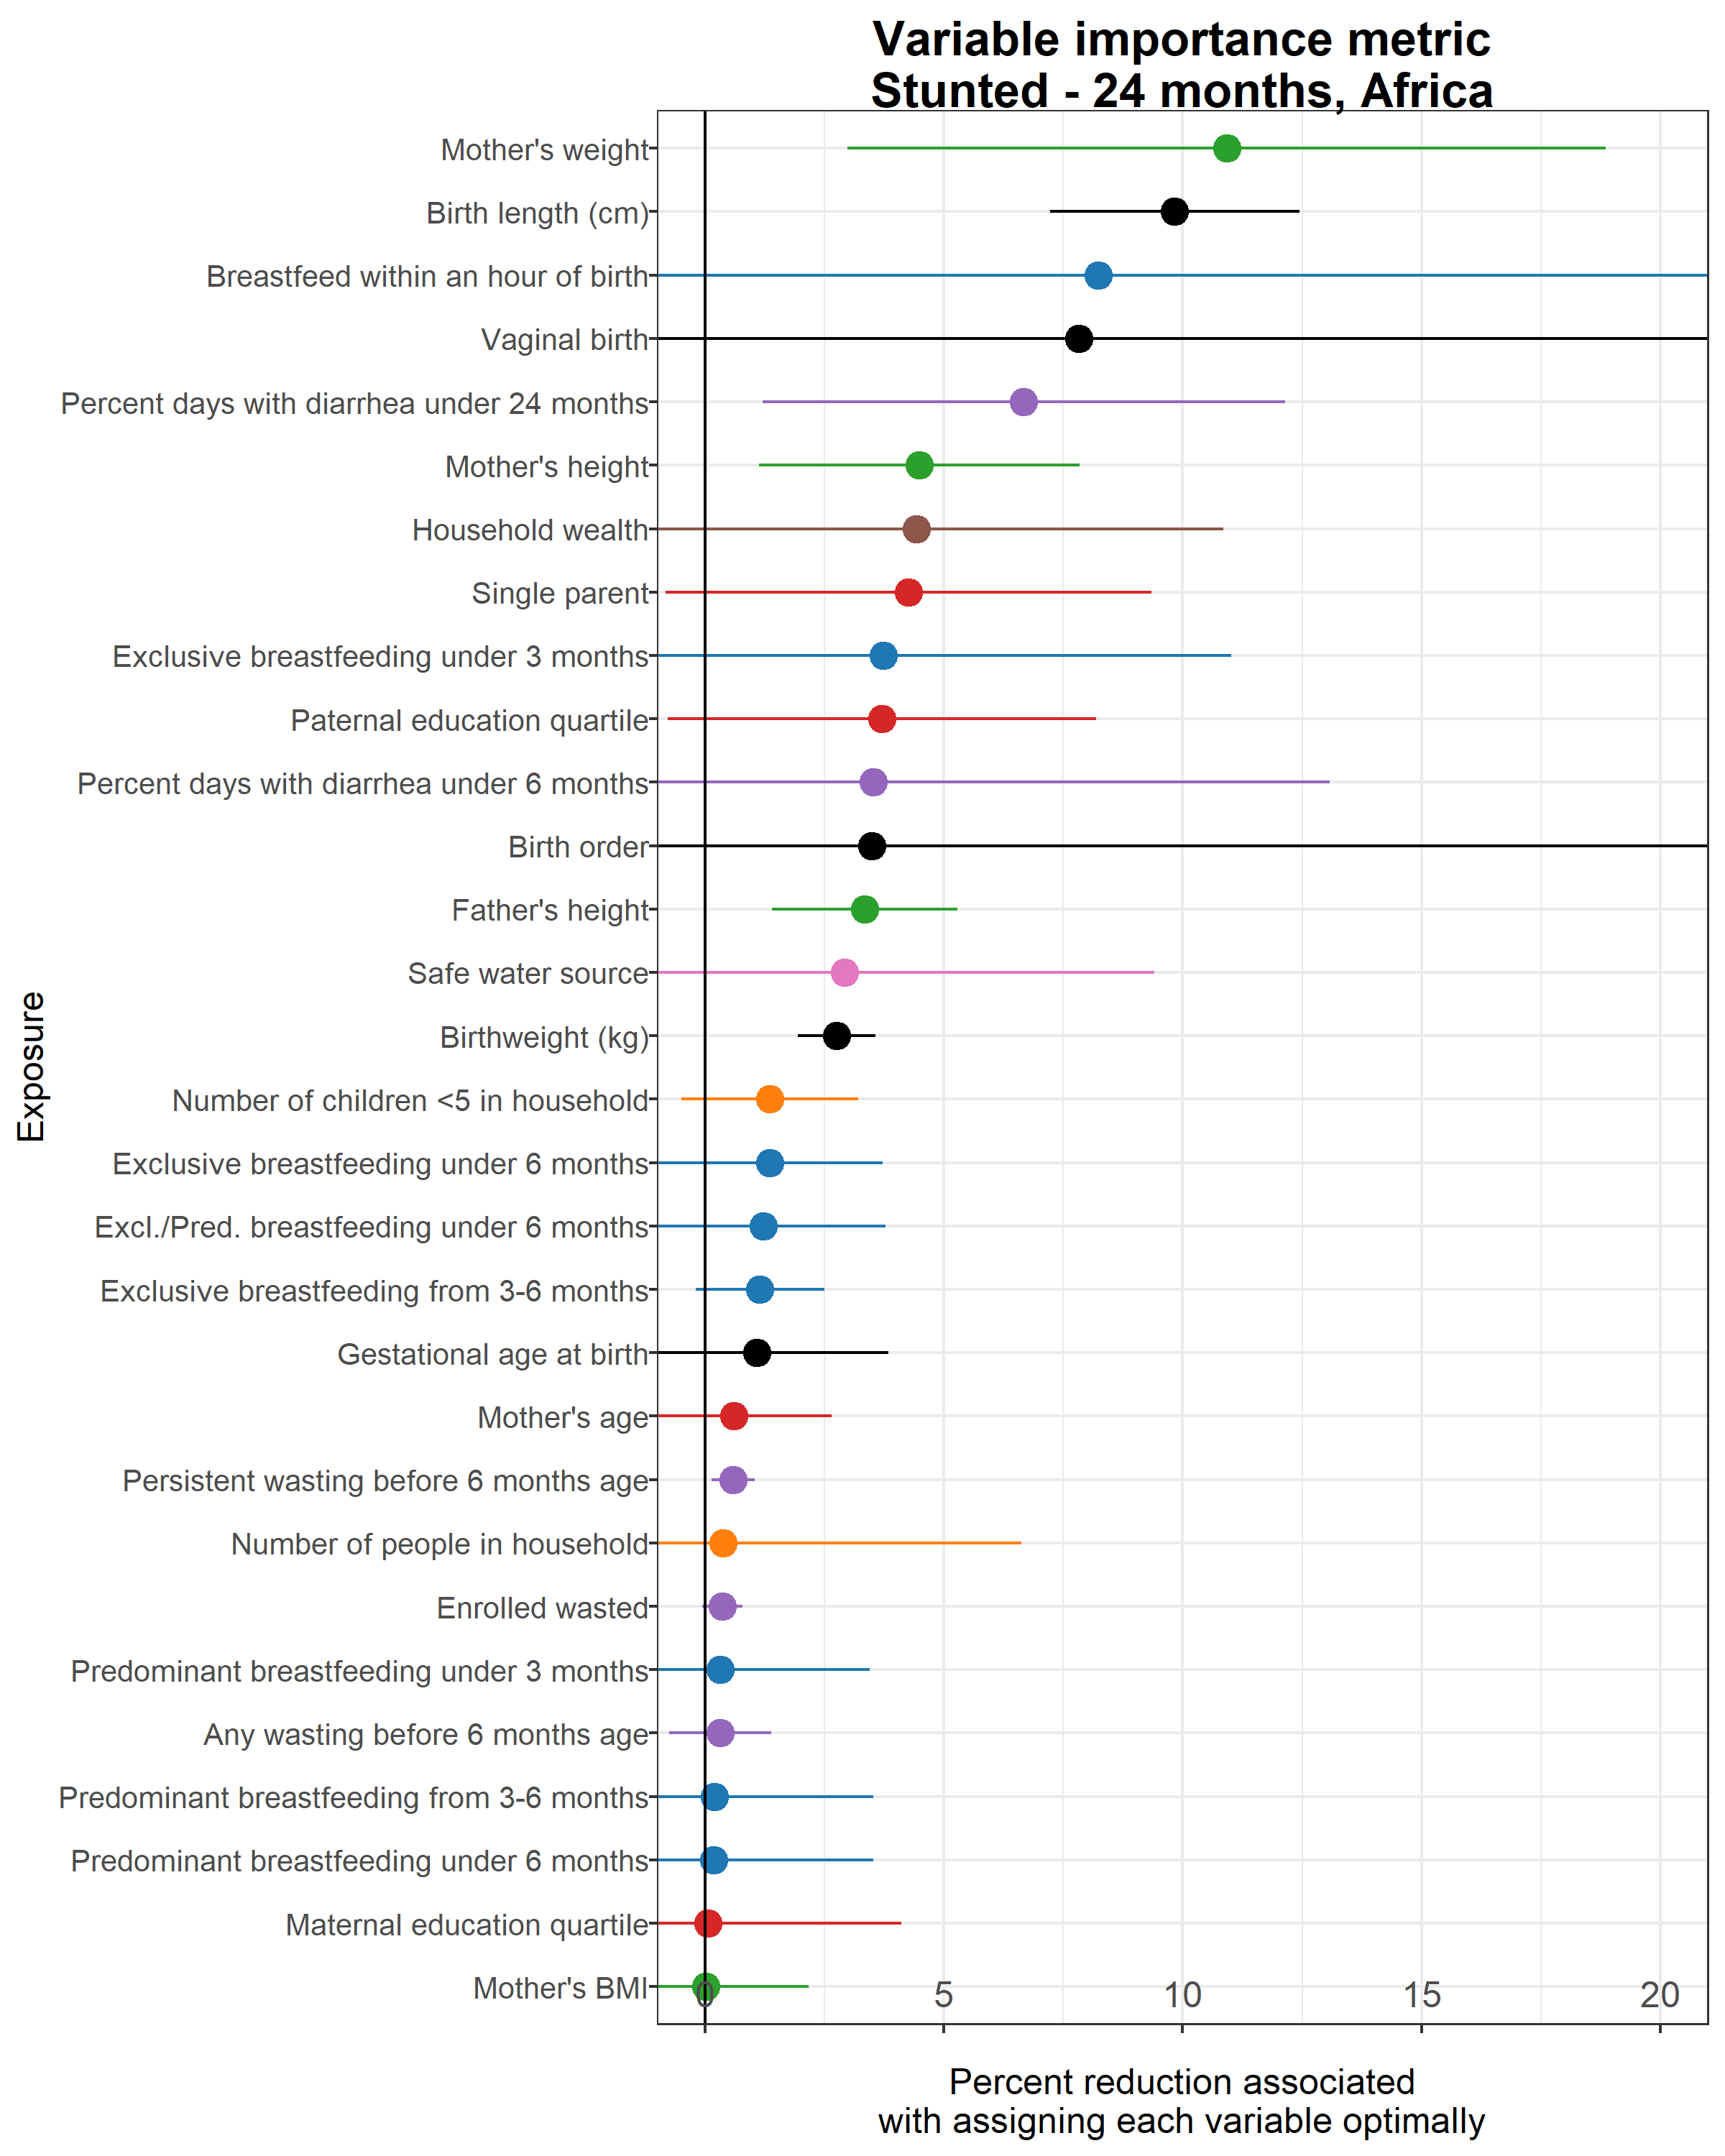 Variable importance metric
Stunted - 24 months, Africa
Mother's weight
Birth length (cm)
Breastfeed within an hour of birth
Vaginal birth
Percent days with diarrhea under 24 months
Mother's height
Household wealth
Single parent
Exclusive breastfeeding under 3 months
Paternal education quartile
Percent days with diarrhea under 6 months
Birth order
Father's height
Safe water source
Birthweight (kg)
Number of children <5 in household
Exclusive breastfeeding under 6 months
Excl./Pred. breastfeeding under 6 months
Exclusive breastfeeding from 3-6 months
Gestational age at birth
Mother's age
Persistent wasting before 6 months age
Number of people in household
Enrolled wasted
Predominant breastfeeding under 3 months
Any wasting before 6 months age
Predominant breastfeeding from 3-6 months
Predominant breastfeeding under 6 months
Maternal education quartile
Mother's BMI
Exposure
0 5 10 15 20
Percent reduction associated
with assigning each variable optimally